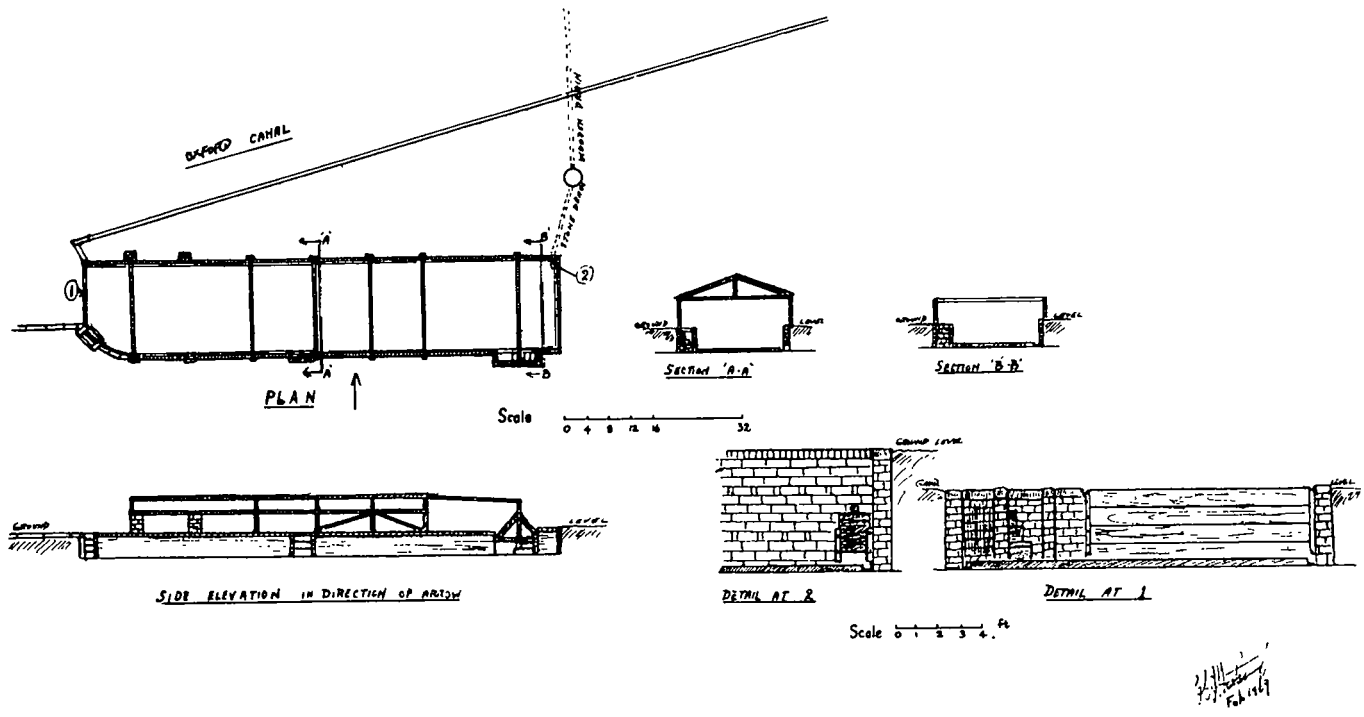 OXFORD CANAL
WOODEN DRAIN
STONE DRAIN
'A'
'B'
①
②
'A'
B
PLAN
GROUND
LEVEL
SECTION 'A-A'
GROUND
LEVEL
SECTION 'B-B'
Scale
0 4 8 12 16 32
GROUND
LEVEL
SIDE ELEVATION IN DIRECTION OF ARROW
GROUND LEVEL
DETAIL AT 2
LEVEL
DETAIL AT 1
Scale 0 1 2 3 4. ft
Feb 1967